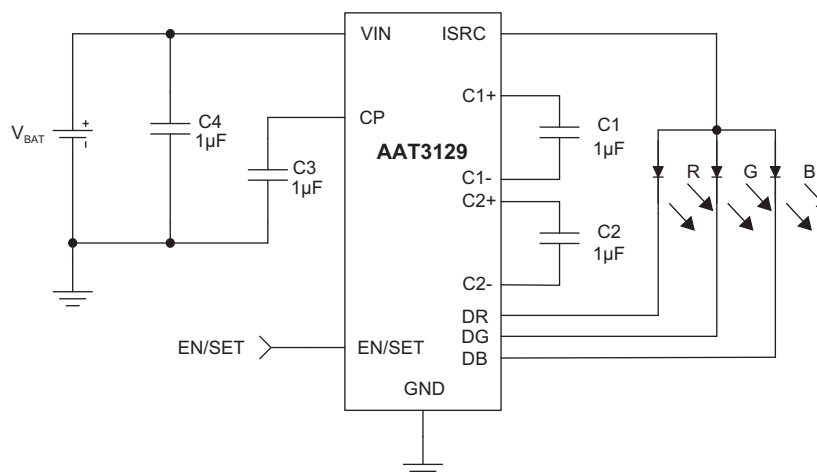 VIN
ISRC
C1+
CP
C4
1µF
VBAT
+
C1
1µF
AAT3129
C3
1µF
R
G
B
C1-
C2+
C2
1µF
C2-
DR
EN/SET
EN/SET
DG
DB
GND